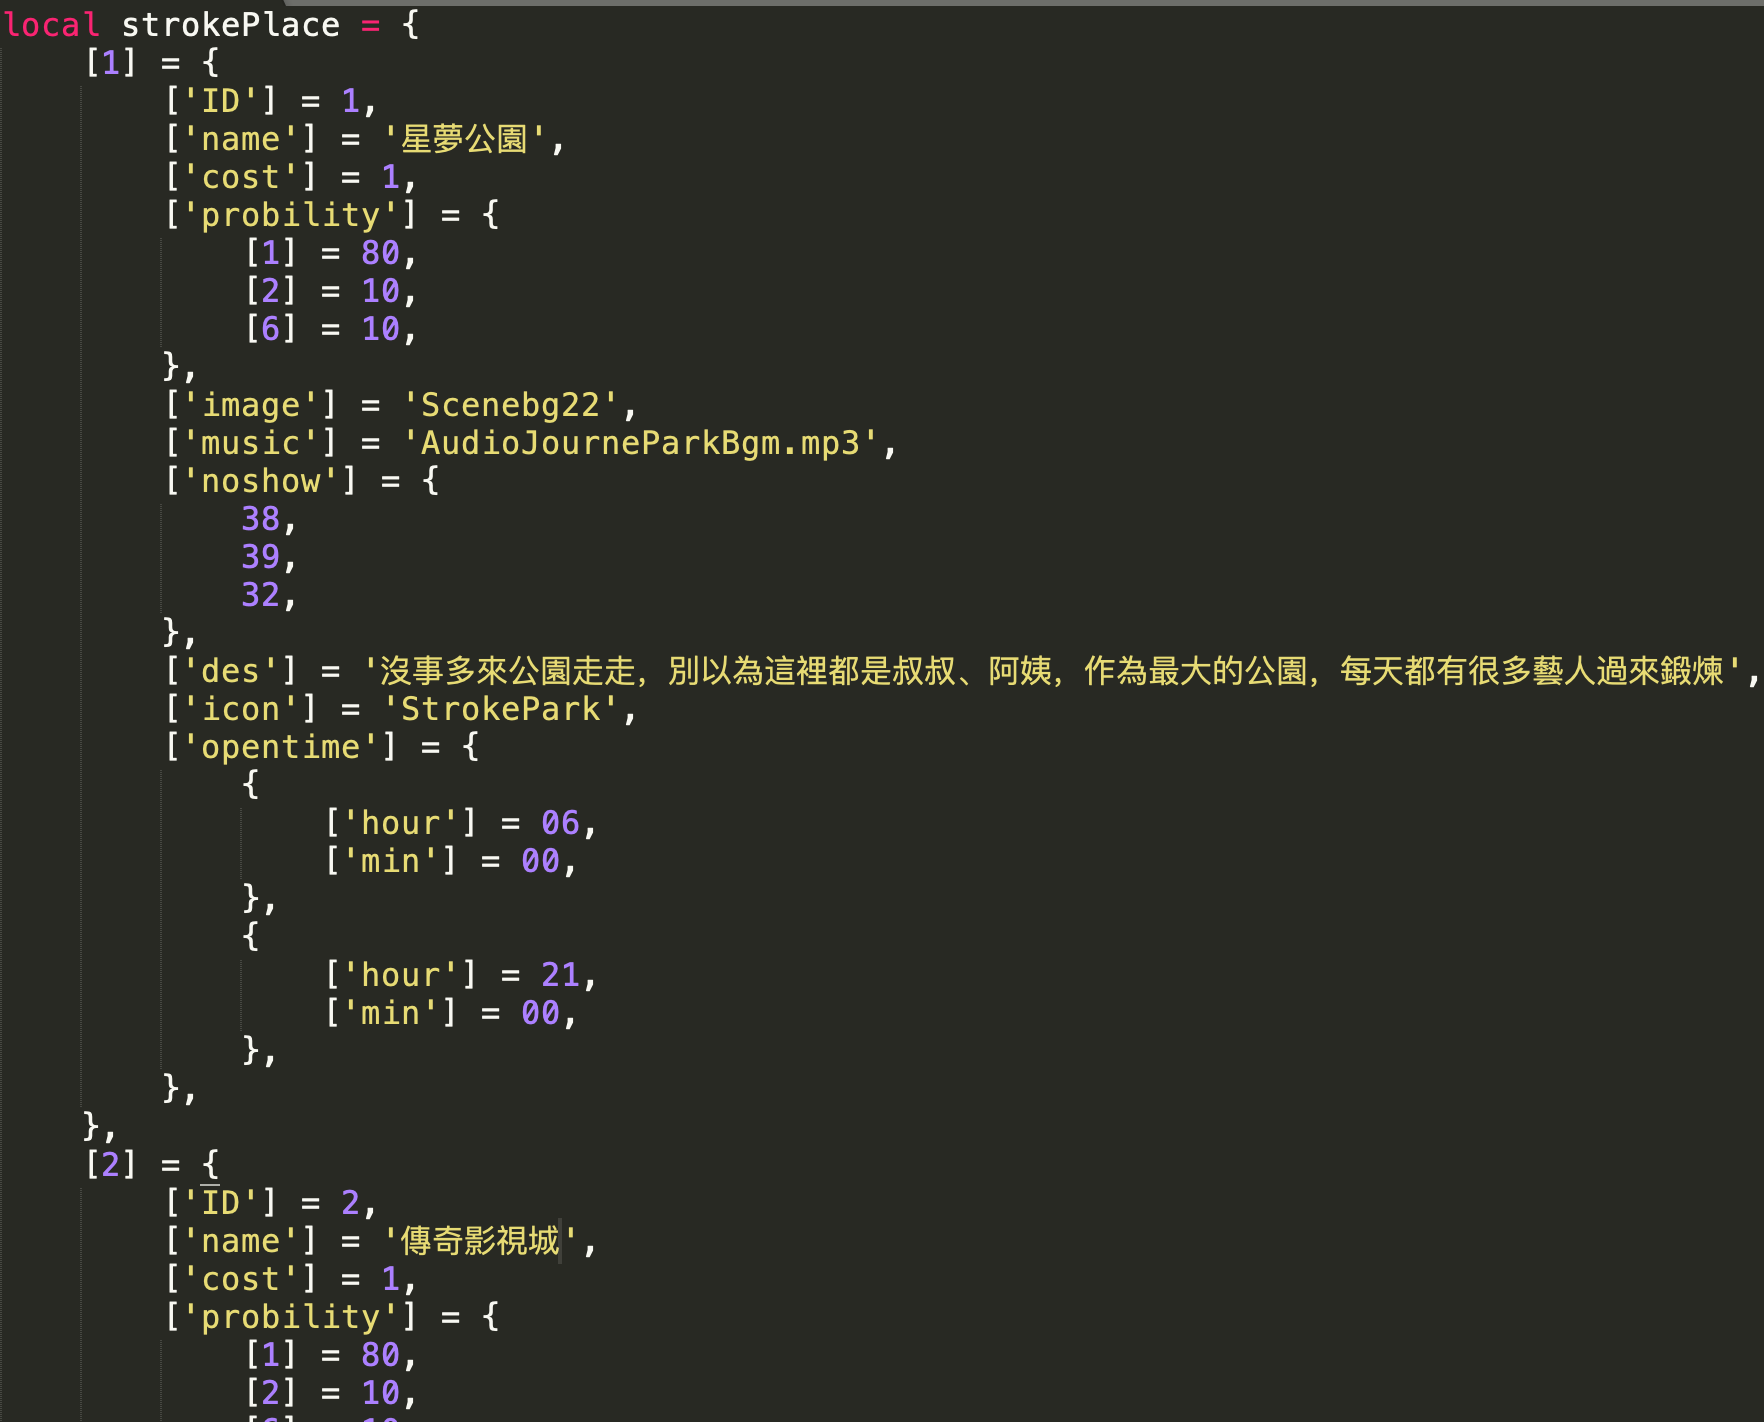 local strokePlace = {
    [1] = {
        ['ID'] = 1,
        ['name'] = '星夢公園',
        ['cost'] = 1,
        ['probility'] = {
            [1] = 80,
            [2] = 10,
            [6] = 10,
        },
        ['image'] = 'Scenebg22',
        ['music'] = 'AudioJourneParkBgm.mp3',
        ['noshow'] = {
            38,
            39,
            32,
        },
        ['des'] = '沒事多來公園走走，別以為這裡都是叔叔、阿姨，作為最大的公園，每天都有很多藝人過來鍛煉',
        ['icon'] = 'StrokePark',
        ['opentime'] = {
            {
                ['hour'] = 06,
                ['min'] = 00,
            },
            {
                ['hour'] = 21,
                ['min'] = 00,
            },
        },
    },
    [2] = {
        ['ID'] = 2,
        ['name'] = '傳奇影視城',
        ['cost'] = 1,
        ['probility'] = {
            [1] = 80,
            [2] = 10,